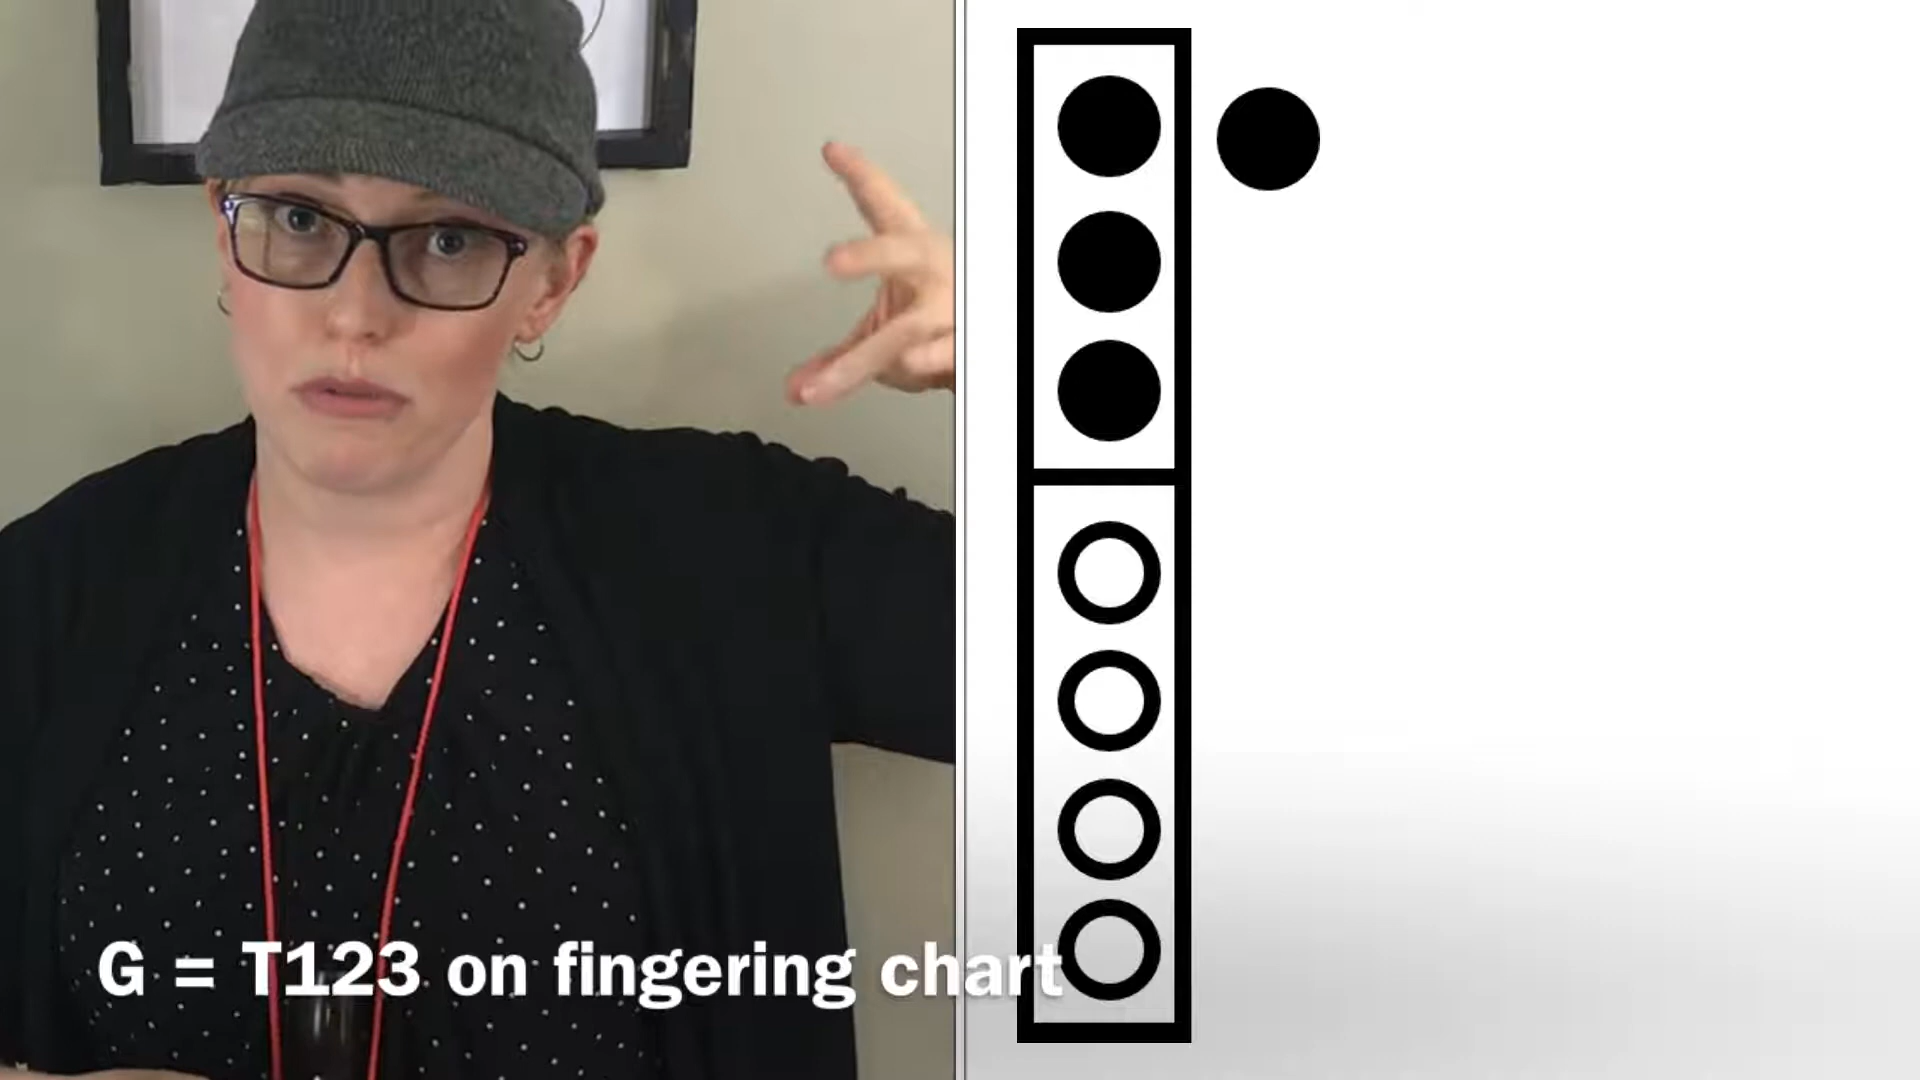 G = T123 on fingering chart